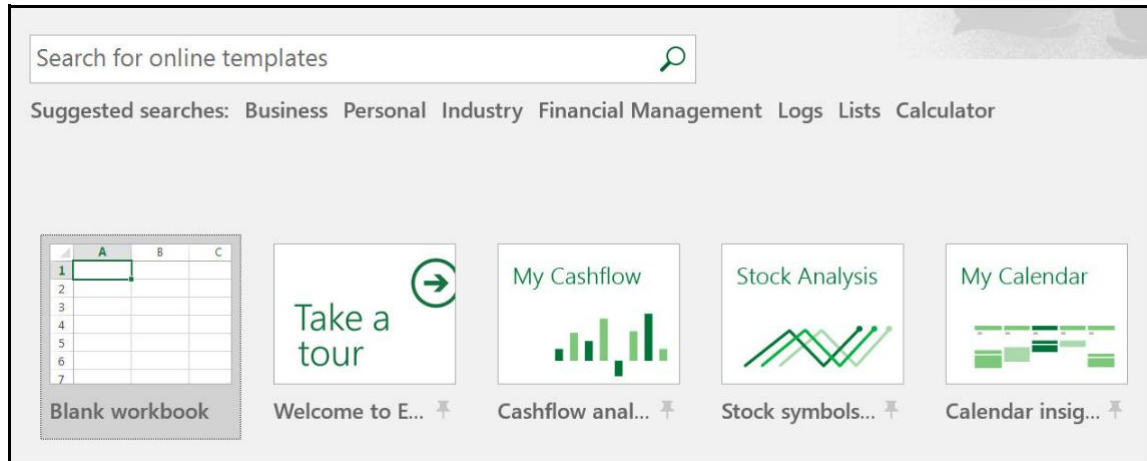 Search for online templates
Suggested searches: Business Personal Industry Financial Management Logs Lists Calculator
A B C
1
2
3
4
5
6
7
Take a
tour
My Cashflow
Stock Analysis
My Calendar
Blank workbook
Welcome to E...
Cashflow anal...
Stock symbols...
Calendar insig...